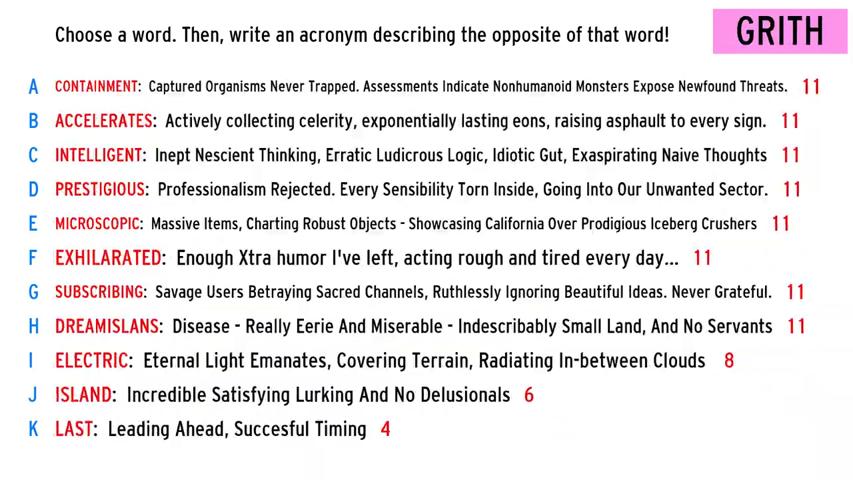 Choose a word. Then, write an acronym describing the opposite of that word!
GRITH
A CONTAINMENT: Captured Organisms Never Trapped. Assessments Indicate Nonhumanoid Monsters Expose Newfound Threats. 11
B ACCELERATES: Actively collecting celerity, exponentially lasting eons, raising asphault to every sign. 11
C INTELLIGENT: Inept Nescient Thinking, Erratic Ludicrous Logic, Idiotic Gut, Exaspirating Naive Thoughts 11
D PRESTIGIOUS: Professionalism Rejected. Every Sensibility Torn Inside, Going Into Our Unwanted Sector. 11
E MICROSCOPIC: Massive Items, Charting Robust Objects - Showcasing California Over Prodigious Iceberg Crushers 11
F EXHILARATED: Enough Xtra humor I've left, acting rough and tired every day... 11
G SUBSCRIBING: Savage Users Betraying Sacred Channels, Ruthlessly Ignoring Beautiful Ideas. Never Grateful. 11
H DREAMISLANS: Disease - Really Eerie And Miserable - Indescribably Small Land, And No Servants 11
I ELECTRIC: Eternal Light Emanates, Covering Terrain, Radiating In-between Clouds 8
J ISLAND: Incredible Satisfying Lurking And No Delusionals 6
K LAST: Leading Ahead, Succesful Timing 4